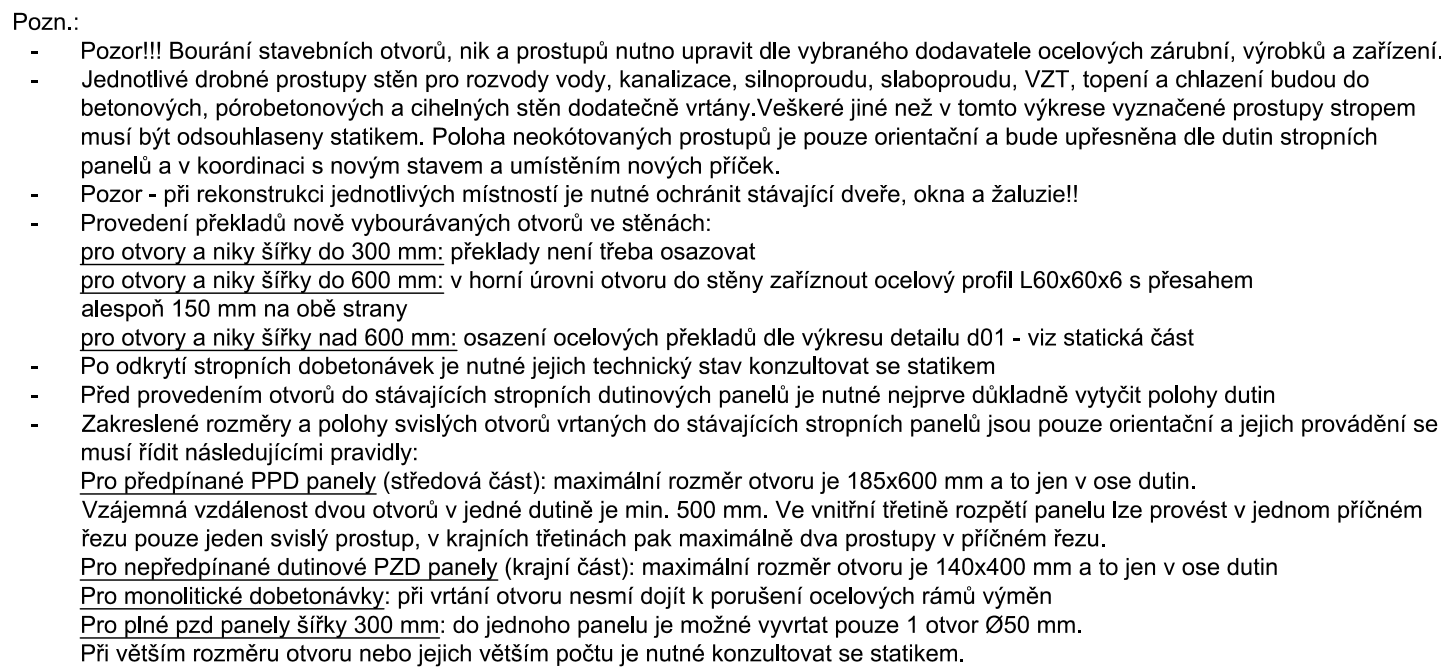 Pozn.:
- Pozor!!! Bourání stavebních otvorů, nik a prostupů nutno upravit dle vybraného dodavatele ocelových zárubní, výrobků a zařízení.
- Jednotlivé drobné prostupy stěn pro rozvody vody, kanalizace, silnoproudu, slaboproudu, VZT, topení a chlazení budou do
betonových, pórobetonových a cihelných stěn dodatečně vrtány.Veškeré jiné než v tomto výkrese vyznačené prostupy stropem
musí být odsouhlaseny statikem. Poloha neokótovaných prostupů je pouze orientační a bude upřesněna dle dutin stropních
panelů a v koordinaci s novým stavem a umístěním nových příček.
- Pozor - při rekonstrukci jednotlivých místností je nutné ochránit stávající dveře, okna a žaluzie!!
- Provedení překladů nově vybourávaných otvorů ve stěnách:
pro otvory a niky šířky do 300 mm: překlady není třeba osazovat
pro otvory a niky šířky do 600 mm: v horní úrovni otvoru do stěny zaříznout ocelový profil L60x60x6 s přesahem
alespoň 150 mm na obě strany
pro otvory a niky šířky nad 600 mm: osazení ocelových překladů dle výkresu detailu d01 - viz statická část
- Po odkrytí stropních dobetonávek je nutné jejich technický stav konzultovat se statikem
- Před provedením otvorů do stávajících stropních dutinových panelů je nutné nejprve důkladně vytyčit polohy dutin
- Zakreslené rozměry a polohy svislých otvorů vrtaných do stávajících stropních panelů jsou pouze orientační a jejich provádění se
musí řídit následujícími pravidly:
Pro předpínané PPD panely (středová část): maximální rozměr otvoru je 185x600 mm a to jen v ose dutin.
Vzájemná vzdálenost dvou otvorů v jedné dutině je min. 500 mm. Ve vnitřní třetině rozpětí panelu lze provést v jednom příčném
řezu pouze jeden svislý prostup, v krajních třetinách pak maximálně dva prostupy v příčném řezu.
Pro nepředpínané dutinové PZD panely (krajní část): maximální rozměr otvoru je 140x400 mm a to jen v ose dutin
Pro monolitické dobetonávky: při vrtání otvoru nesmí dojít k porušení ocelových rámů výměn
Pro plné pzd panely šířky 300 mm: do jednoho panelu je možné vyvrtat pouze 1 otvor Ø50 mm.
Při větším rozměru otvoru nebo jejich větším počtu je nutné konzultovat se statikem.